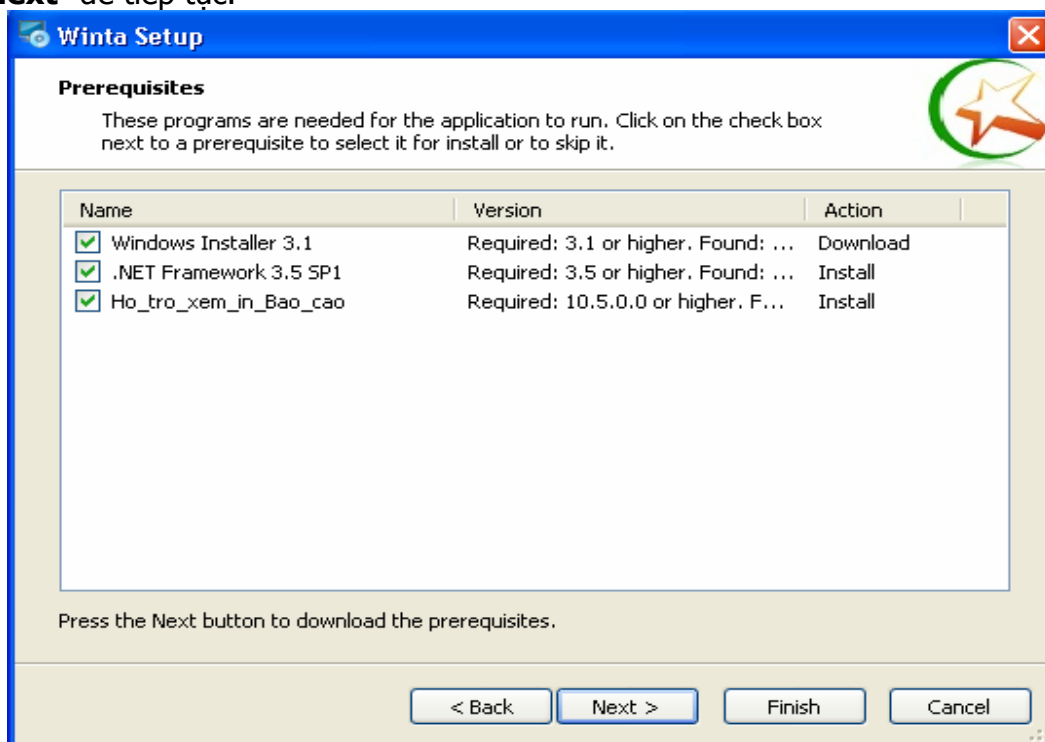 "Next" để tiếp tục.
Winta Setup
Prerequisites
These programs are needed for the application to run. Click on the check box
next to a prerequisite to select it for install or to skip it.
Name Version Action
Windows Installer 3.1 Required: 3.1 or higher. Found: ... Download
.NET Framework 3.5 SP1 Required: 3.5 or higher. Found: ... Install
Ho_tro_xem_in_Bao_cao Required: 10.5.0.0 or higher. F... Install
Press the Next button to download the prerequisites.
< Back Next > Finish Cancel